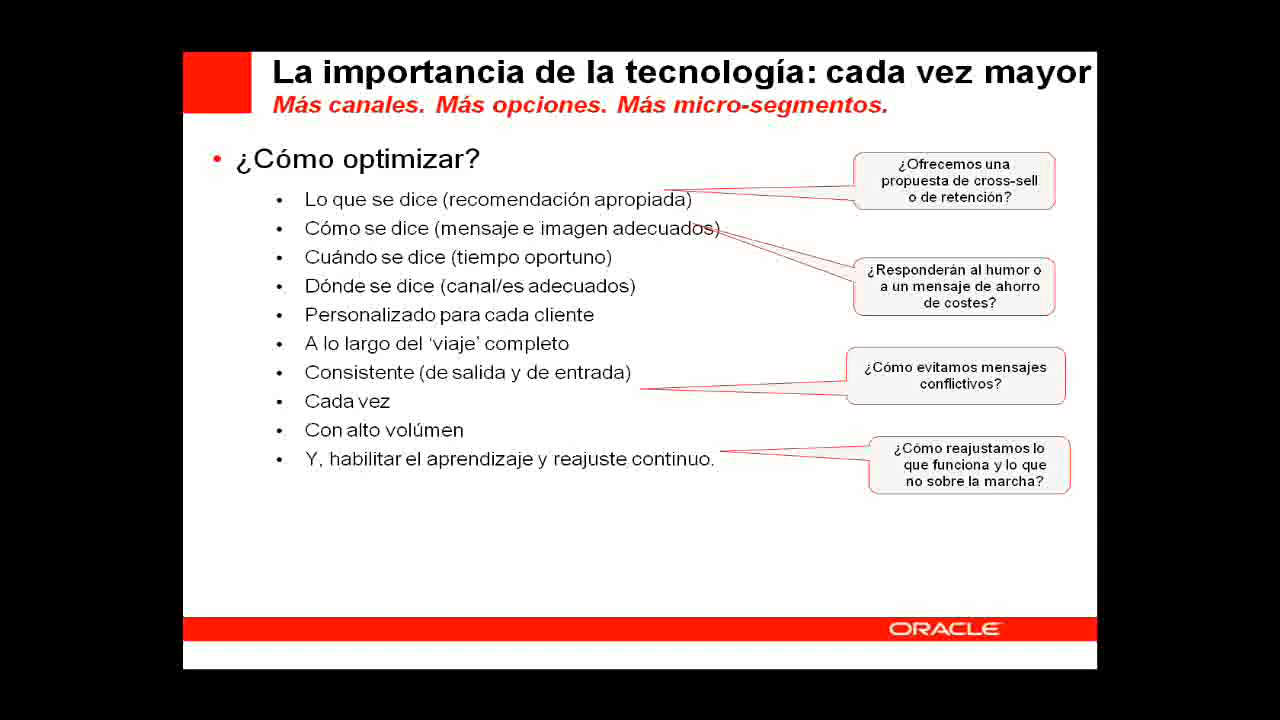 La importancia de la tecnología: cada vez mayor
Más canales. Más opciones. Más micro-segmentos.
• ¿Cómo optimizar?
• Lo que se dice (recomendación apropiada)
• Cómo se dice (mensaje e imagen adecuados)
• Cuándo se dice (tiempo oportuno)
• Dónde se dice (canal/es adecuados)
• Personalizado para cada cliente
• A lo largo del ‘viaje’ completo
• Consistente (de salida y de entrada)
• Cada vez
• Con alto volúmen
• Y, habilitar el aprendizaje y reajuste continuo.
¿Ofrecemos una
propuesta de cross-sell
o de retención?
¿Responderán al humor o
a un mensaje de ahorro
de costes?
¿Cómo evitamos mensajes
conflictivos?
¿Cómo reajustamos lo
que funciona y lo que
no sobre la marcha?
ORACLE